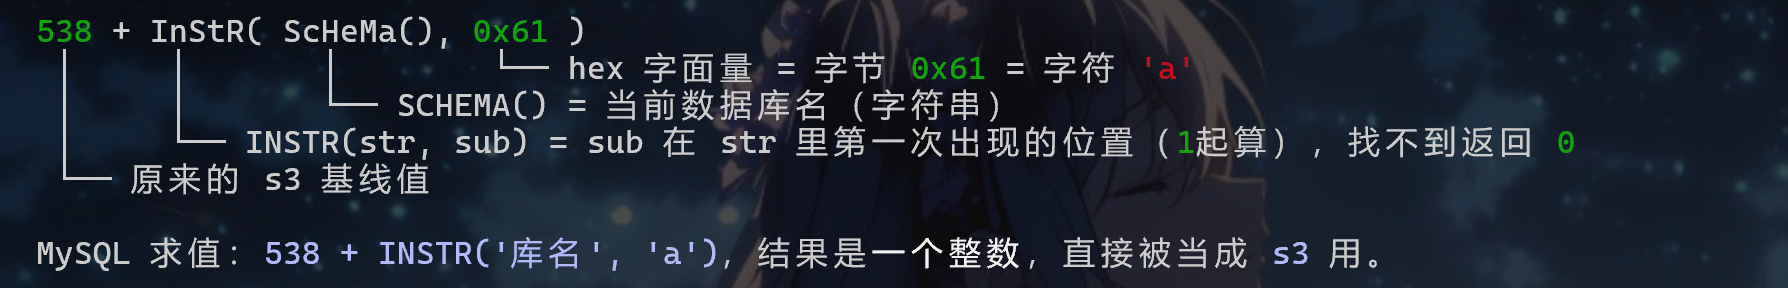 538 + InStR( ScHeMa(), 0x61 )
hex 字面量 = 字节 0x61 = 字符 'a'
SCHEMA() = 当前数据库名（字符串）
INSTR(str, sub) = sub 在 str 里第一次出现的位置（1起算），找不到返回 0
原来的 s3 基线值
MySQL 求值：538 + INSTR('库名', 'a')，结果是一个整数，直接被当成 s3 用。